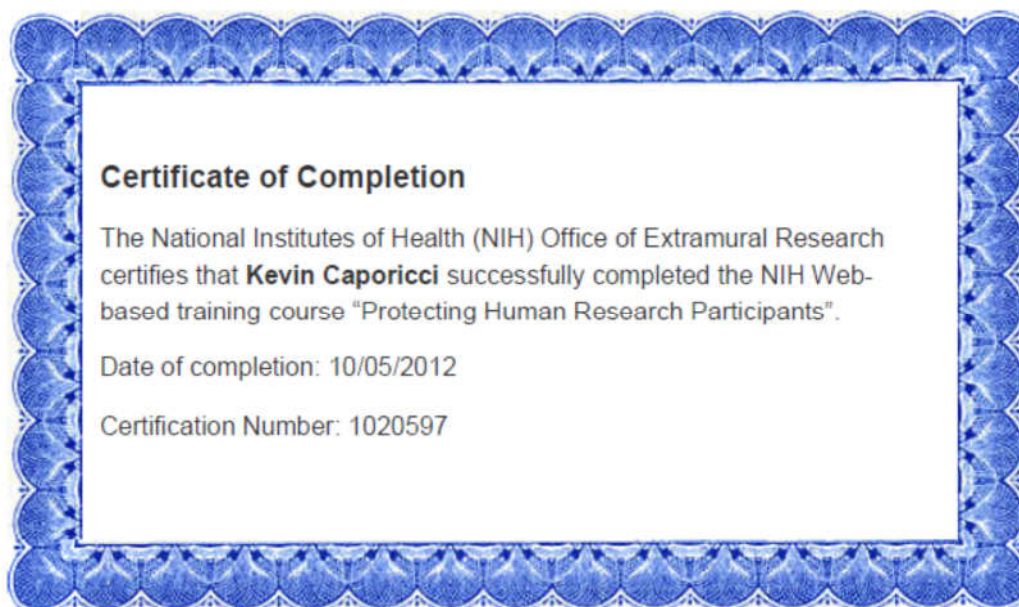 Certificate of Completion
The National Institutes of Health (NIH) Office of Extramural Research
certifies that Kevin Caporicci successfully completed the NIH Web-
based training course “Protecting Human Research Participants”.
Date of completion: 10/05/2012
Certification Number: 1020597